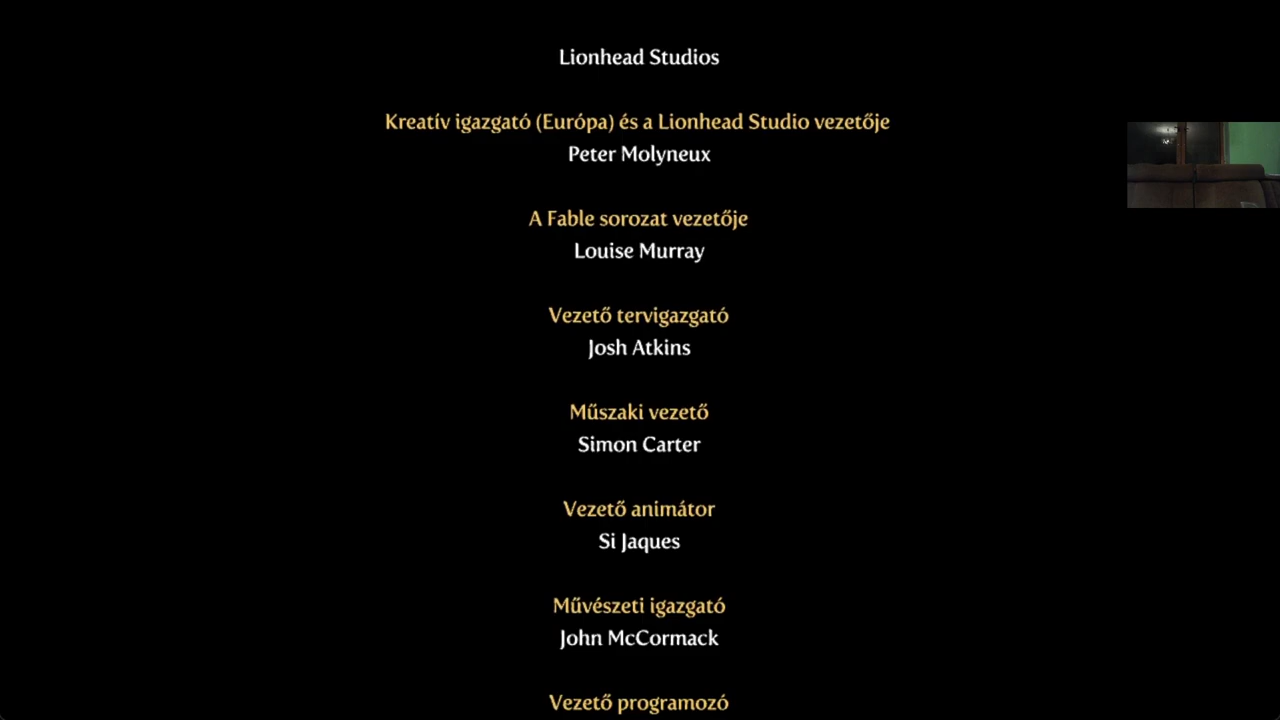 Lionhead Studios
Kreatív igazgató (Európa) és a Lionhead Studio vezetője
Peter Molyneux
A Fable sorozat vezetője
Louise Murray
Vezető tervigazgató
Josh Atkins
Műszaki vezető
Simon Carter
Vezető animátor
Si Jaques
Művészeti igazgató
John McCormack
Vezető programozó